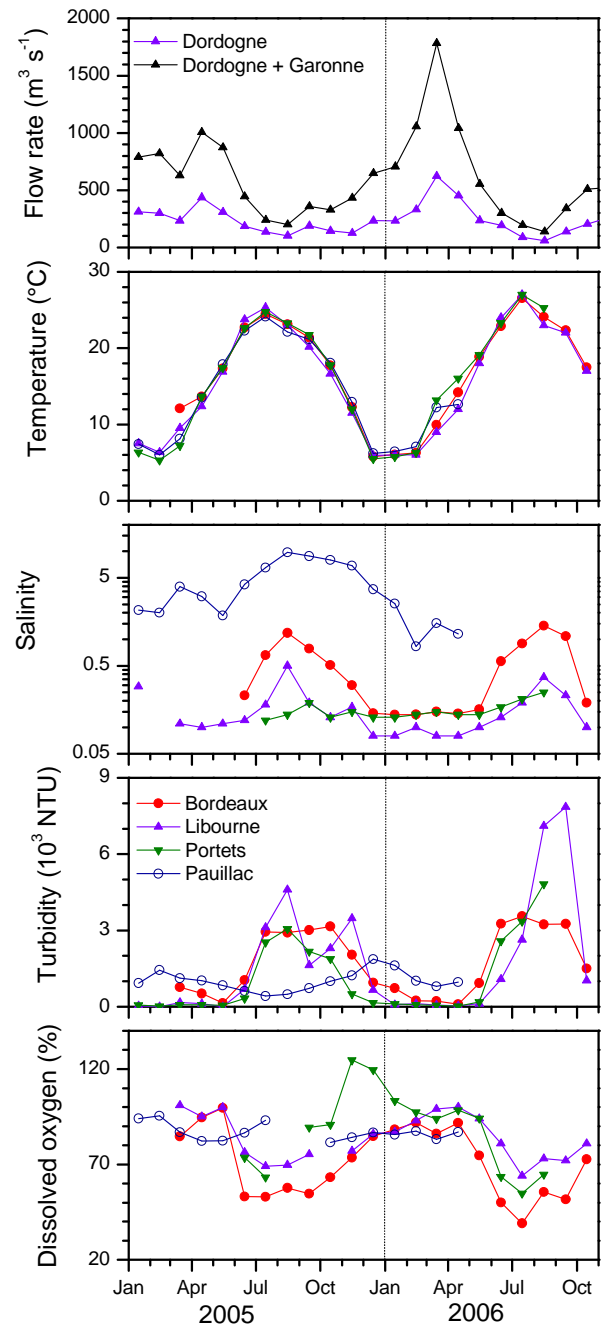 2000
1500
1000
500
0
Flow rate (m³ s⁻¹)
Dordogne
Dordogne + Garonne
30
20
10
0
Temperature (°C)
5
0.5
0.05
Salinity
9
6
3
0
Turbidity (10³ NTU)
Bordeaux
Libourne
Portets
Pauillac
120
70
20
Dissolved oxygen (%)
Jan Apr Jul Oct Jan Apr Jul Oct
2005 2006